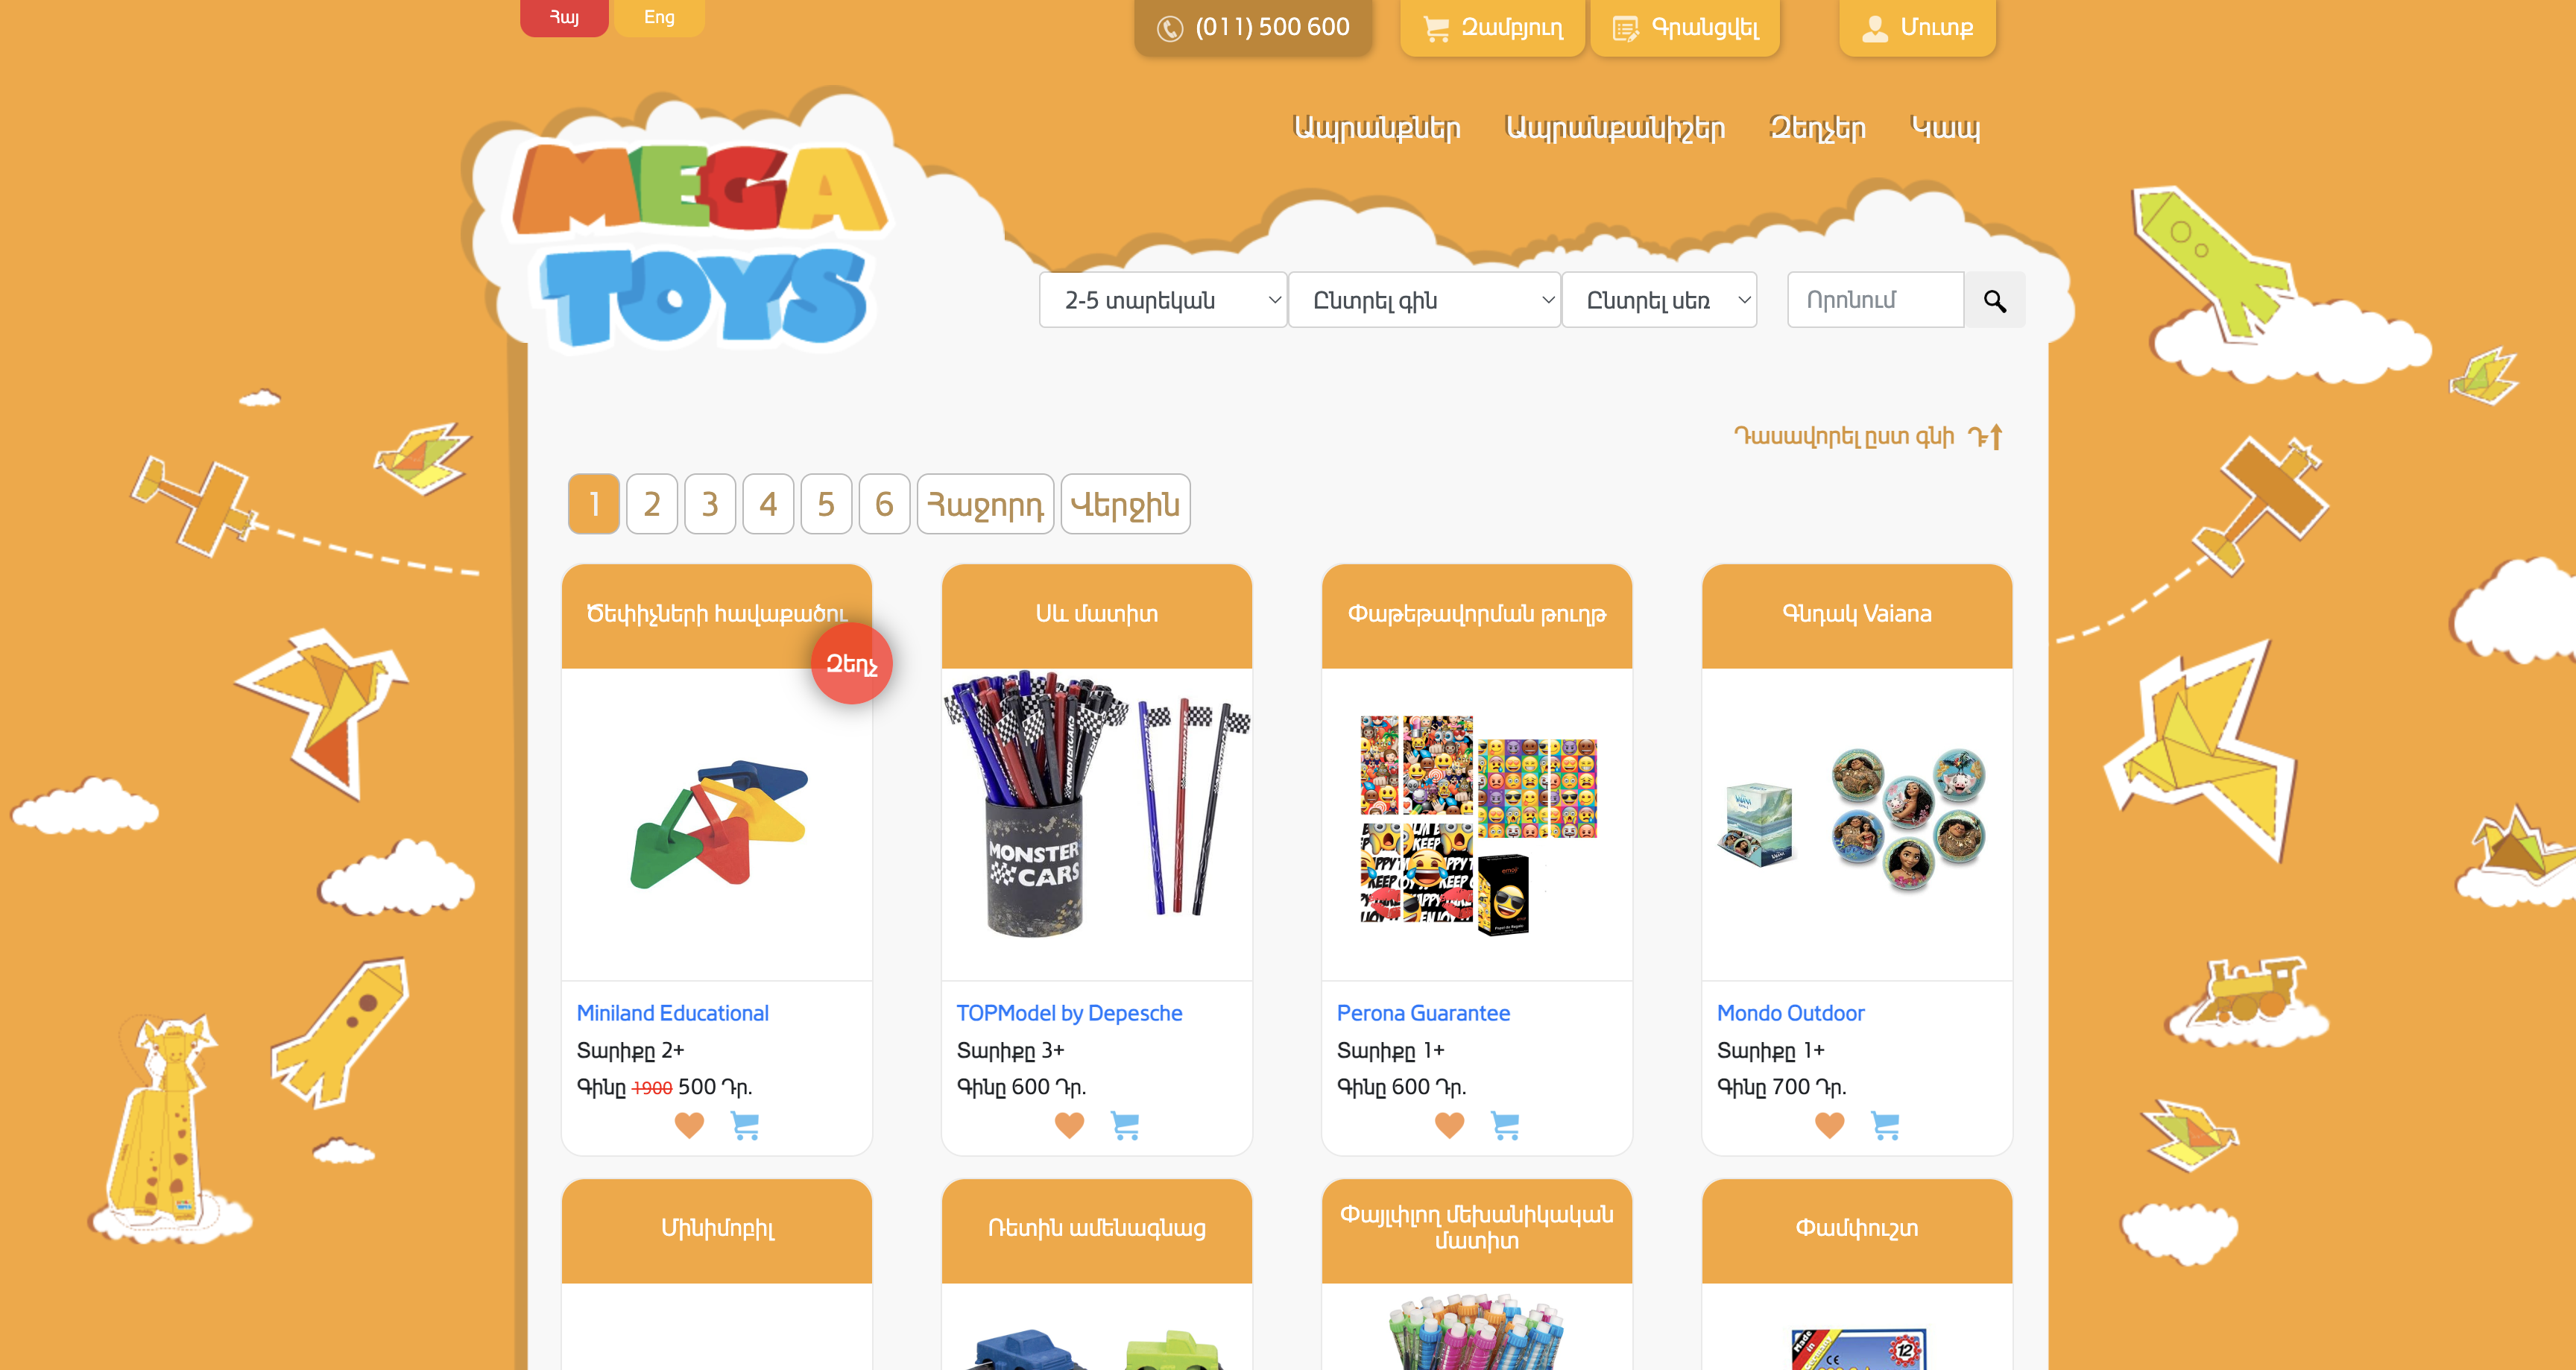 Հայ
Eng
(011) 500 600
Զամբյուղ
Գրանցվել
Մուտք
MEGA
TOYS
Ապրանքներ
Ապրանքանիշեր
Զեղչեր
Կապ
2-5 տարեկան
Ընտրել գին
Ընտրել սեռ
Որոնում
Դասավորել ըստ գնի
1
2
3
4
5
6
Հաջորդ
Վերջին
Ծեփիչների հավաքածու
Զեղչ
Սև մատիտ
Փաթեթավորման թուղթ
Գնդակ Vaiana
MONSTER
CARS
Miniland Educational
Տարիքը 2+
Գինը 1900 500 Դր.
TOPModel by Depesche
Տարիքը 3+
Գինը 600 Դր.
Perona Guarantee
Տարիքը 1+
Գինը 600 Դր.
Mondo Outdoor
Տարիքը 1+
Գինը 700 Դր.
Մինիմոբիլ
Ռետին ամենագնաց
Փայլփլող մեխանիկական
մատիտ
Փամփուշտ
Made
in
12